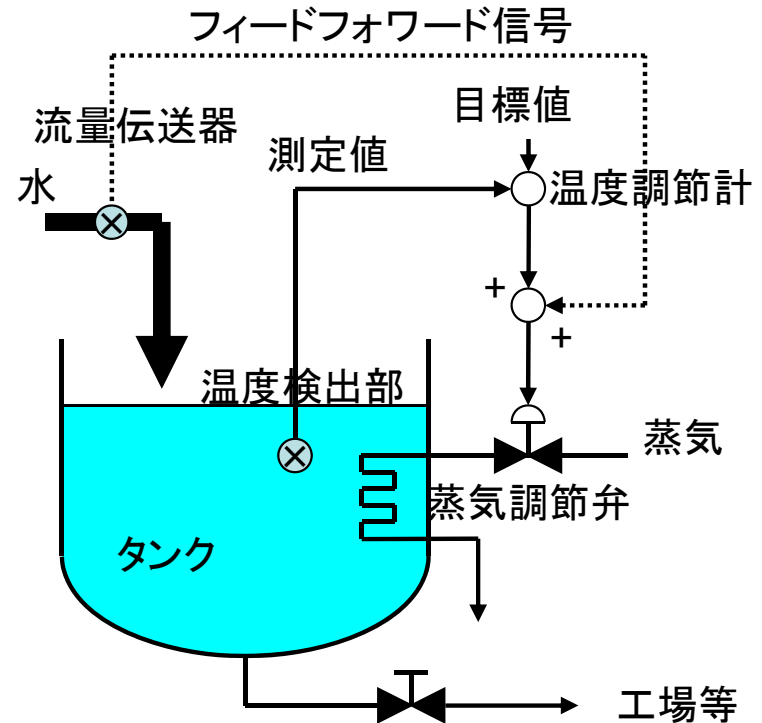 フィードフォワード信号
流量伝送器
目標値
測定値
水
温度調節計
+
+
温度検出部
蒸気
蒸気調節弁
タンク
工場等